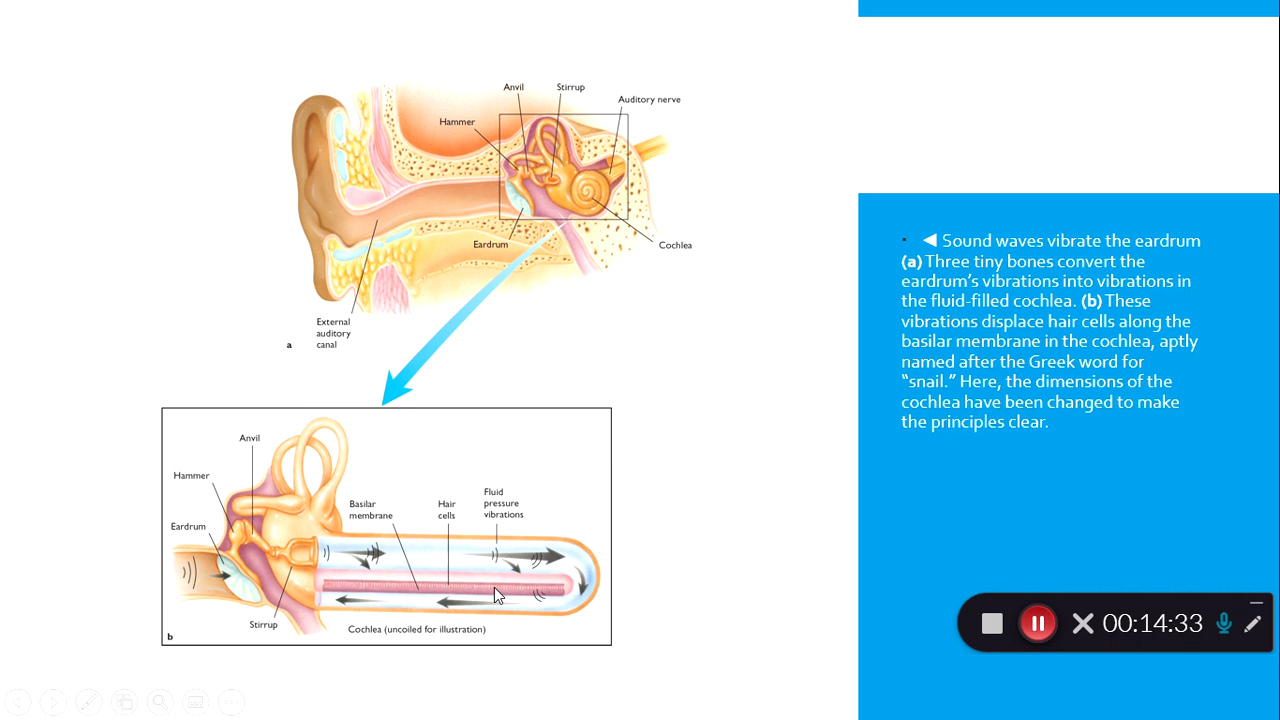 Anvil
Stirrup
Auditory nerve
Hammer
Eardrum
Cochlea
External
auditory
canal
a
Anvil
Hammer
Eardrum
Basilar
membrane
Hair
cells
Fluid
pressure
vibrations
Stirrup
Cochlea (uncoiled for illustration)
b
• ◄ Sound waves vibrate the eardrum
(a) Three tiny bones convert the
eardrum’s vibrations into vibrations in
the fluid-filled cochlea. (b) These
vibrations displace hair cells along the
basilar membrane in the cochlea, aptly
named after the Greek word for
“snail.” Here, the dimensions of the
cochlea have been changed to make
the principles clear.
00:14:33